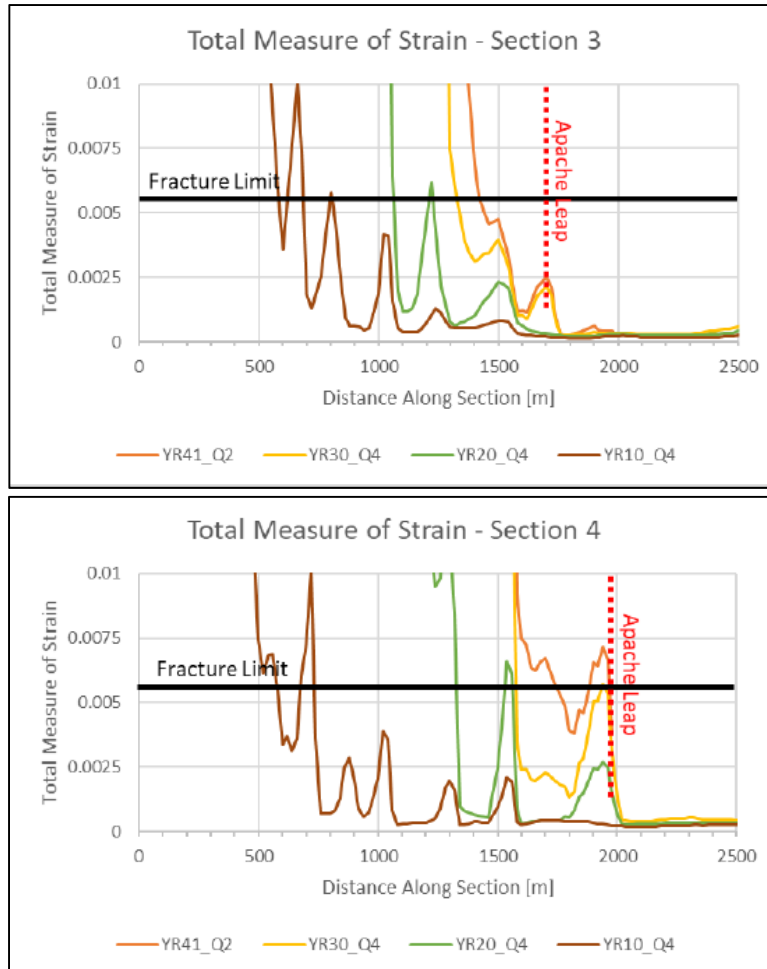 Total Measure of Strain - Section 3
0.01
0.0075
0.005
0.0025
0
Total Measure of Strain
Fracture Limit
Apache Leap
0 500 1000 1500 2000 2500
Distance Along Section [m]
YR41_Q2 YR30_Q4 YR20_Q4 YR10_Q4
Total Measure of Strain - Section 4
0.01
0.0075
0.005
0.0025
0
Total Measure of Strain
Fracture Limit
Apache Leap
0 500 1000 1500 2000 2500
Distance Along Section [m]
YR41_Q2 YR30_Q4 YR20_Q4 YR10_Q4